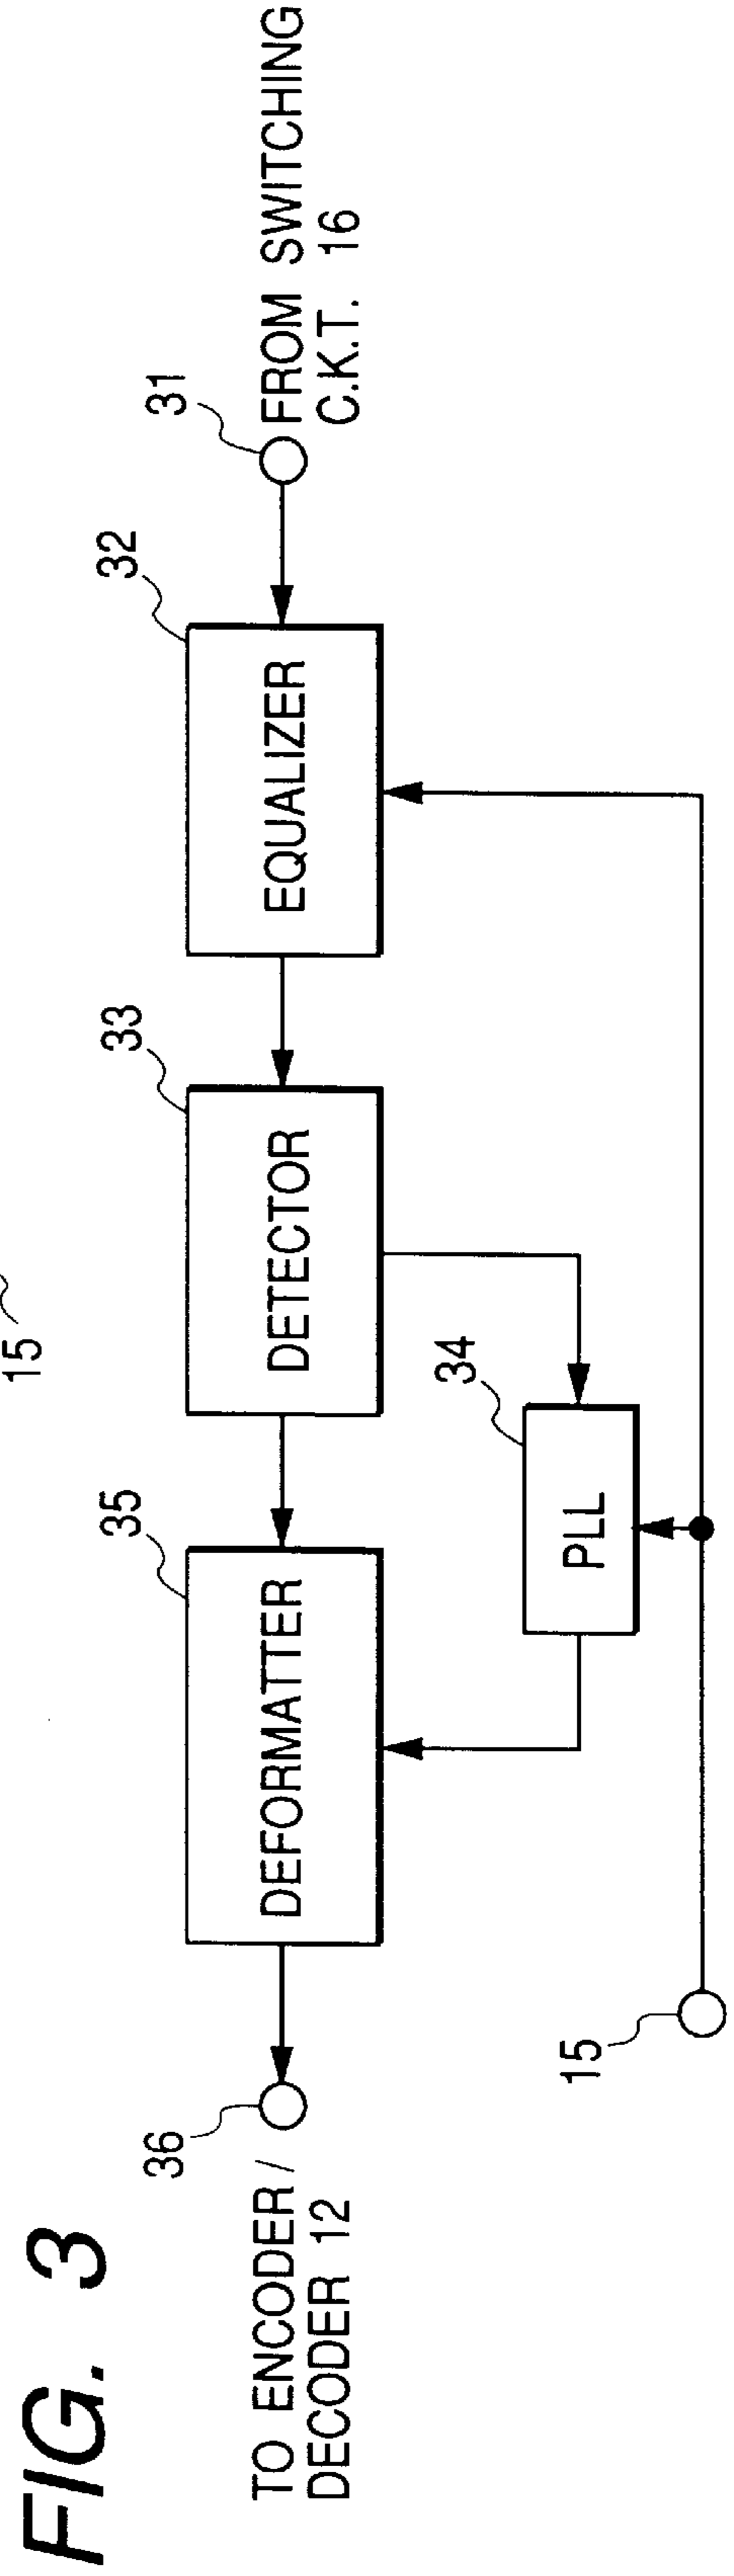 15
FIG. 3
TO ENCODER /
DECODER 12
36
35
DEFORMATTER
33
DETECTOR
32
EQUALIZER
31
FROM SWITCHING
C.K.T. 16
34
PLL
15